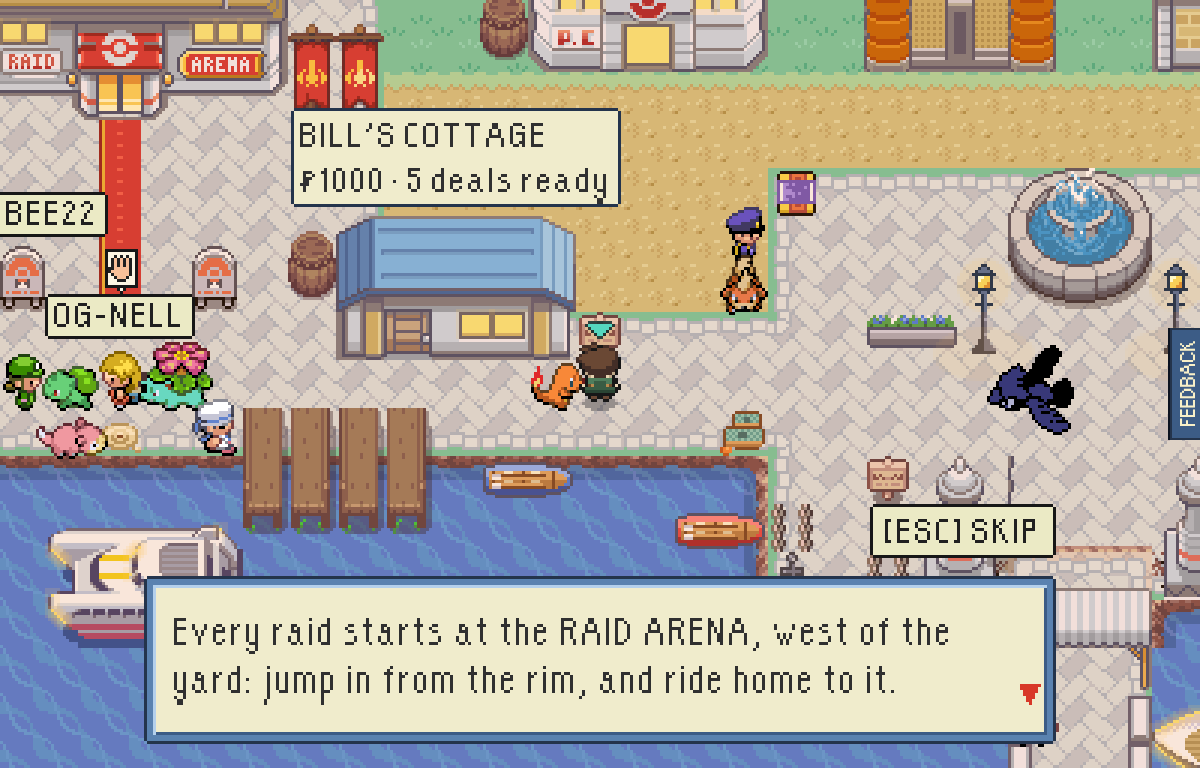 RAID
ARENA
P.C
BILL'S COTTAGE
₽1000 · 5 deals ready
BEE22
OG-NELL
FEEDBACK
[ESC] SKIP
Every raid starts at the RAID ARENA, west of the
yard: jump in from the rim, and ride home to it.